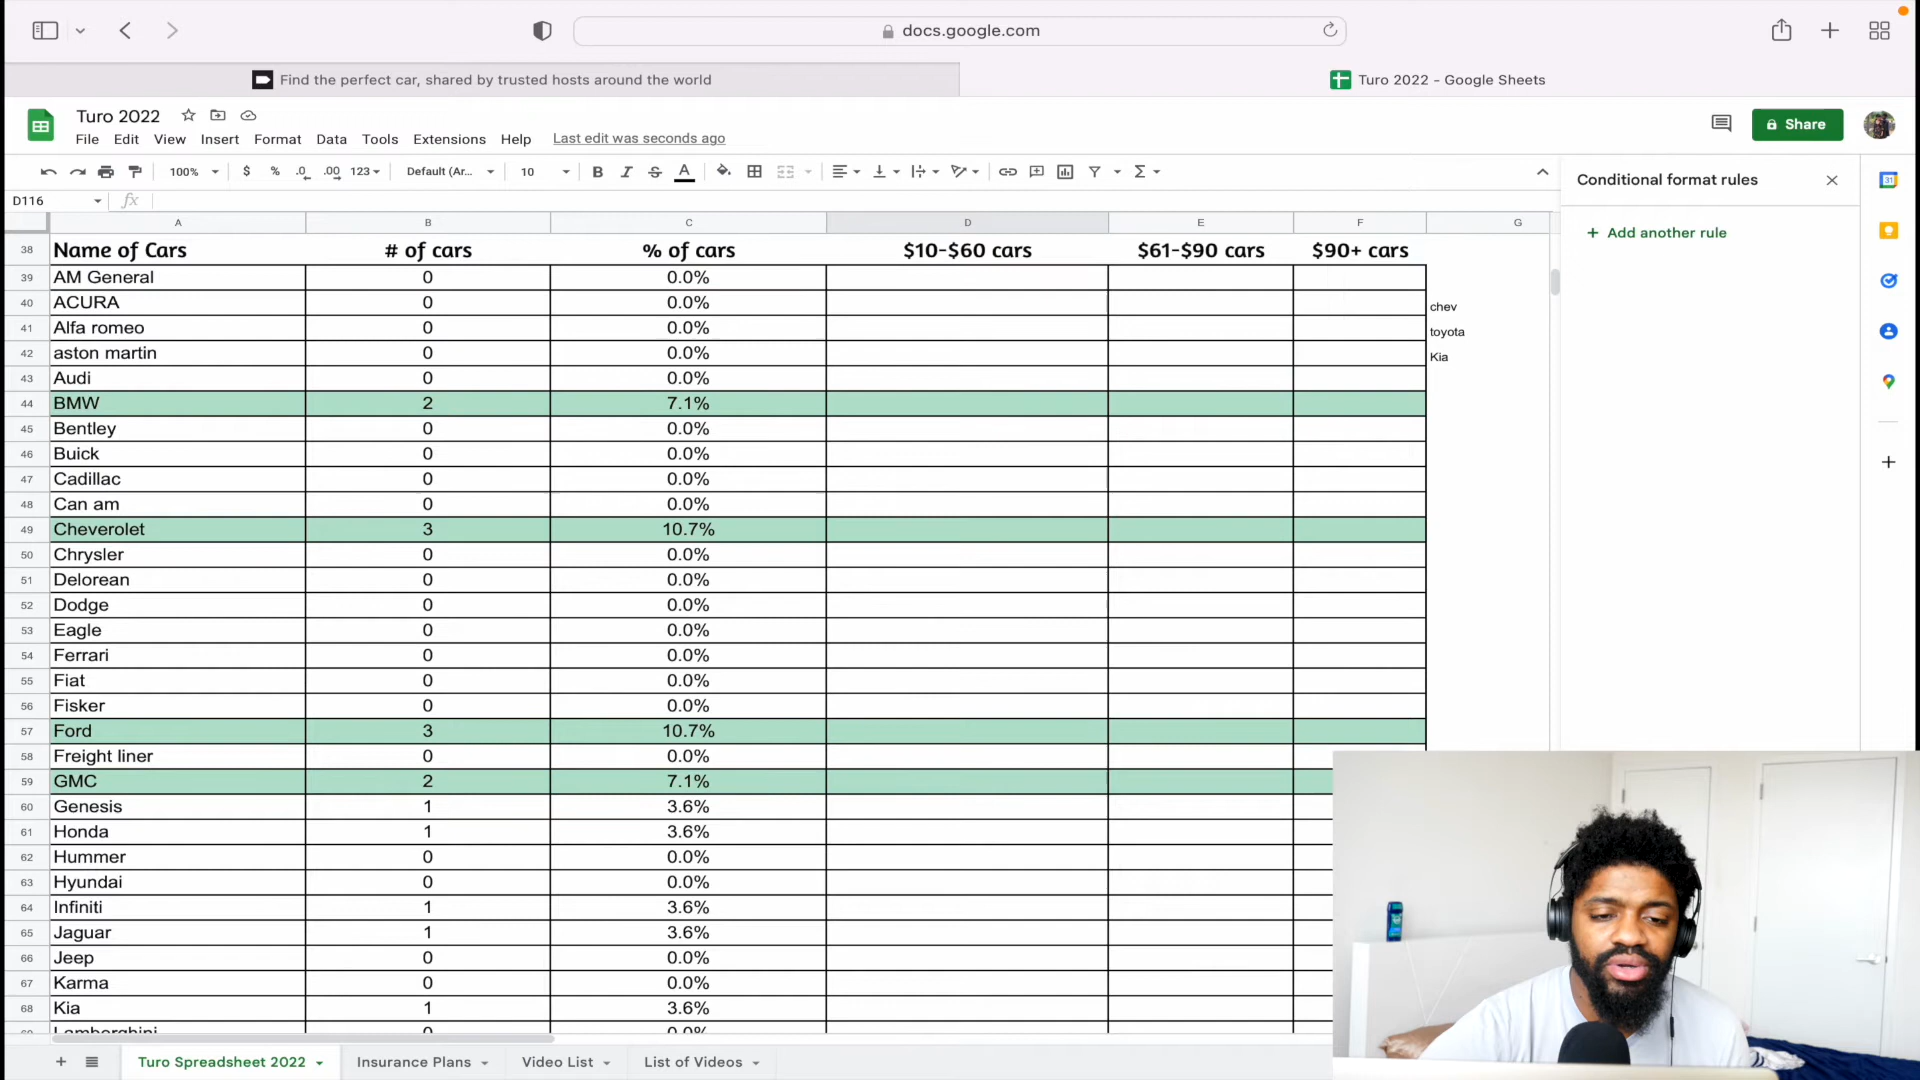 docs.google.com
Find the perfect car, shared by trusted hosts around the world
Turo 2022 - Google Sheets
Turo 2022
File Edit View Insert Format Data Tools Extensions Help Last edit was seconds ago
Share
100% $ % .0 .00 123 Default (Ar... 10 B I S A
Conditional format rules
D116 fx
Add another rule
A B C D E F G
38 Name of Cars # of cars % of cars $10-$60 cars $61-$90 cars $90+ cars
39 AM General 0 0.0%
40 ACURA 0 0.0% chev
41 Alfa romeo 0 0.0% toyota
42 aston martin 0 0.0% Kia
43 Audi 0 0.0%
44 BMW 2 7.1%
45 Bentley 0 0.0%
46 Buick 0 0.0%
47 Cadillac 0 0.0%
48 Can am 0 0.0%
49 Cheverolet 3 10.7%
50 Chrysler 0 0.0%
51 Delorean 0 0.0%
52 Dodge 0 0.0%
53 Eagle 0 0.0%
54 Ferrari 0 0.0%
55 Fiat 0 0.0%
56 Fisker 0 0.0%
57 Ford 3 10.7%
58 Freight liner 0 0.0%
59 GMC 2 7.1%
60 Genesis 1 3.6%
61 Honda 1 3.6%
62 Hummer 0 0.0%
63 Hyundai 0 0.0%
64 Infiniti 1 3.6%
65 Jaguar 1 3.6%
66 Jeep 0 0.0%
67 Karma 0 0.0%
68 Kia 1 3.6%
Lamborghini 0 0.0%
Turo Spreadsheet 2022 Insurance Plans Video List List of Videos